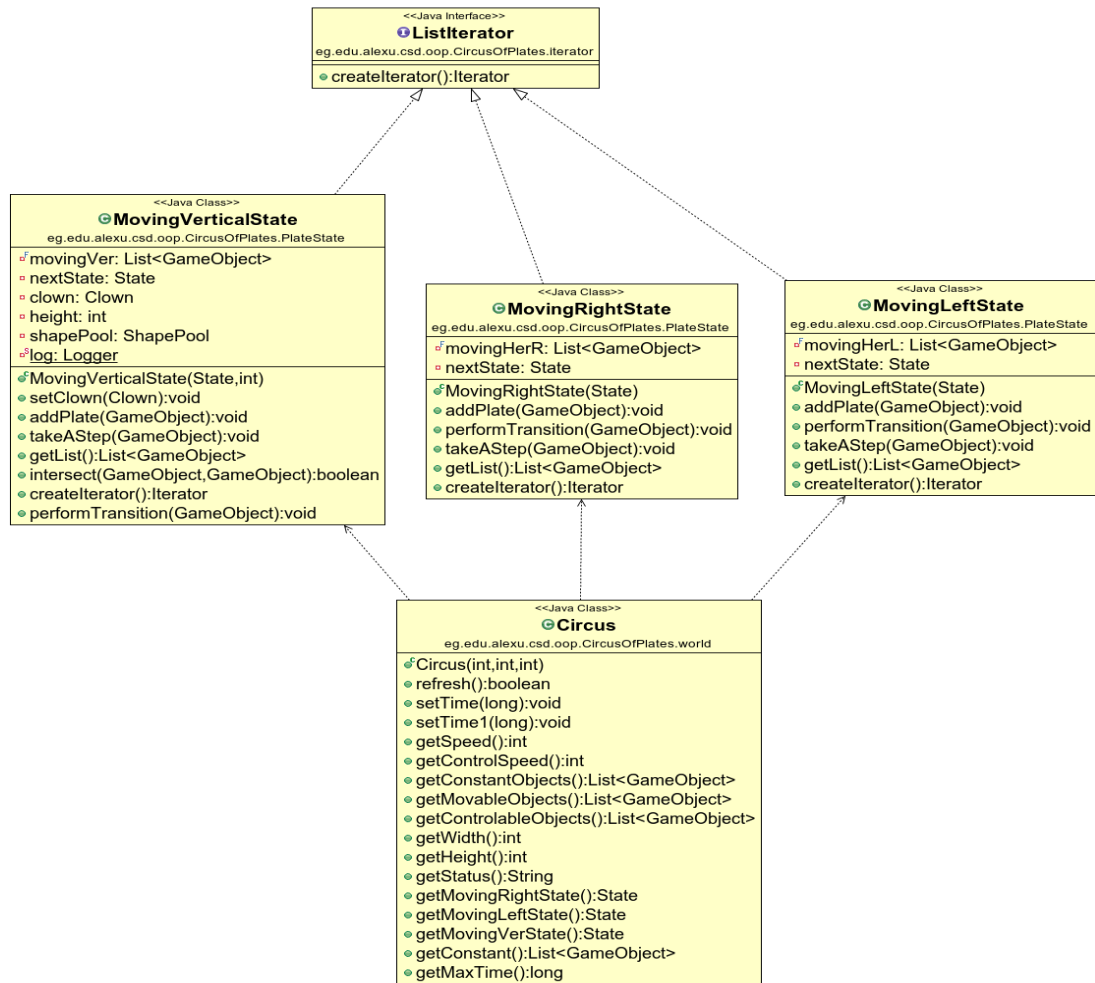 <<Java Interface>>
ListIterator
eg.edu.alexu.csd.oop.CircusOfPlates.iterator
createIterator():Iterator
<<Java Class>>
MovingVerticalState
eg.edu.alexu.csd.oop.CircusOfPlates.PlateState
movingVer: List<GameObject>
nextState: State
clown: Clown
height: int
shapePool: ShapePool
log: Logger
MovingVerticalState(State,int)
setClown(Clown):void
addPlate(GameObject):void
takeAStep(GameObject):void
getList():List<GameObject>
intersect(GameObject,GameObject):boolean
createIterator():Iterator
performTransition(GameObject):void
<<Java Class>>
MovingRightState
eg.edu.alexu.csd.oop.CircusOfPlates.PlateState
movingHerR: List<GameObject>
nextState: State
MovingRightState(State)
addPlate(GameObject):void
performTransition(GameObject):void
takeAStep(GameObject):void
getList():List<GameObject>
createIterator():Iterator
<<Java Class>>
MovingLeftState
eg.edu.alexu.csd.oop.CircusOfPlates.PlateState
movingHerL: List<GameObject>
nextState: State
MovingLeftState(State)
addPlate(GameObject):void
performTransition(GameObject):void
takeAStep(GameObject):void
getList():List<GameObject>
createIterator():Iterator
<<Java Class>>
Circus
eg.edu.alexu.csd.oop.CircusOfPlates.world
Circus(int,int,int)
refresh():boolean
setTime(long):void
setTime1(long):void
getSpeed():int
getControlSpeed():int
getConstantObjects():List<GameObject>
getMovableObjects():List<GameObject>
getControlableObjects():List<GameObject>
getWidth():int
getHeight():int
getStatus():String
getMovingRightState():State
getMovingLeftState():State
getMovingVerState():State
getConstant():List<GameObject>
getMaxTime():long